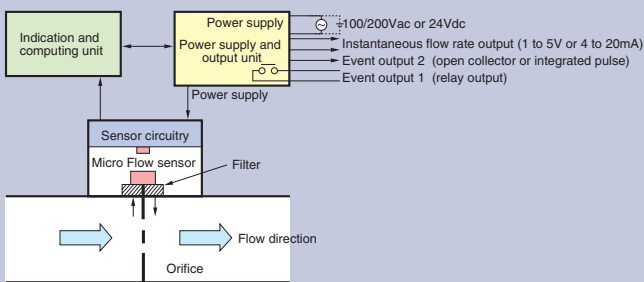 Indication and
computing unit
Power supply
Power supply and
output unit
100/200Vac or 24Vdc
Instantaneous flow rate output (1 to 5V or 4 to 20mA)
Event output 2 (open collector or integrated pulse)
Event output 1 (relay output)
Power supply
Sensor circuitry
Micro Flow sensor
Filter
Flow direction
Orifice